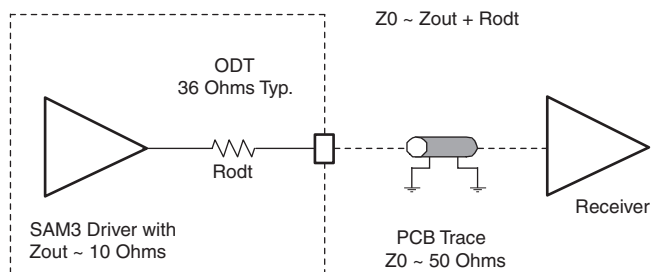 Z0 ~ Zout + Rodt
ODT
36 Ohms Typ.
Rodt
Receiver
SAM3 Driver with
Zout ~ 10 Ohms
PCB Trace
Z0 ~ 50 Ohms